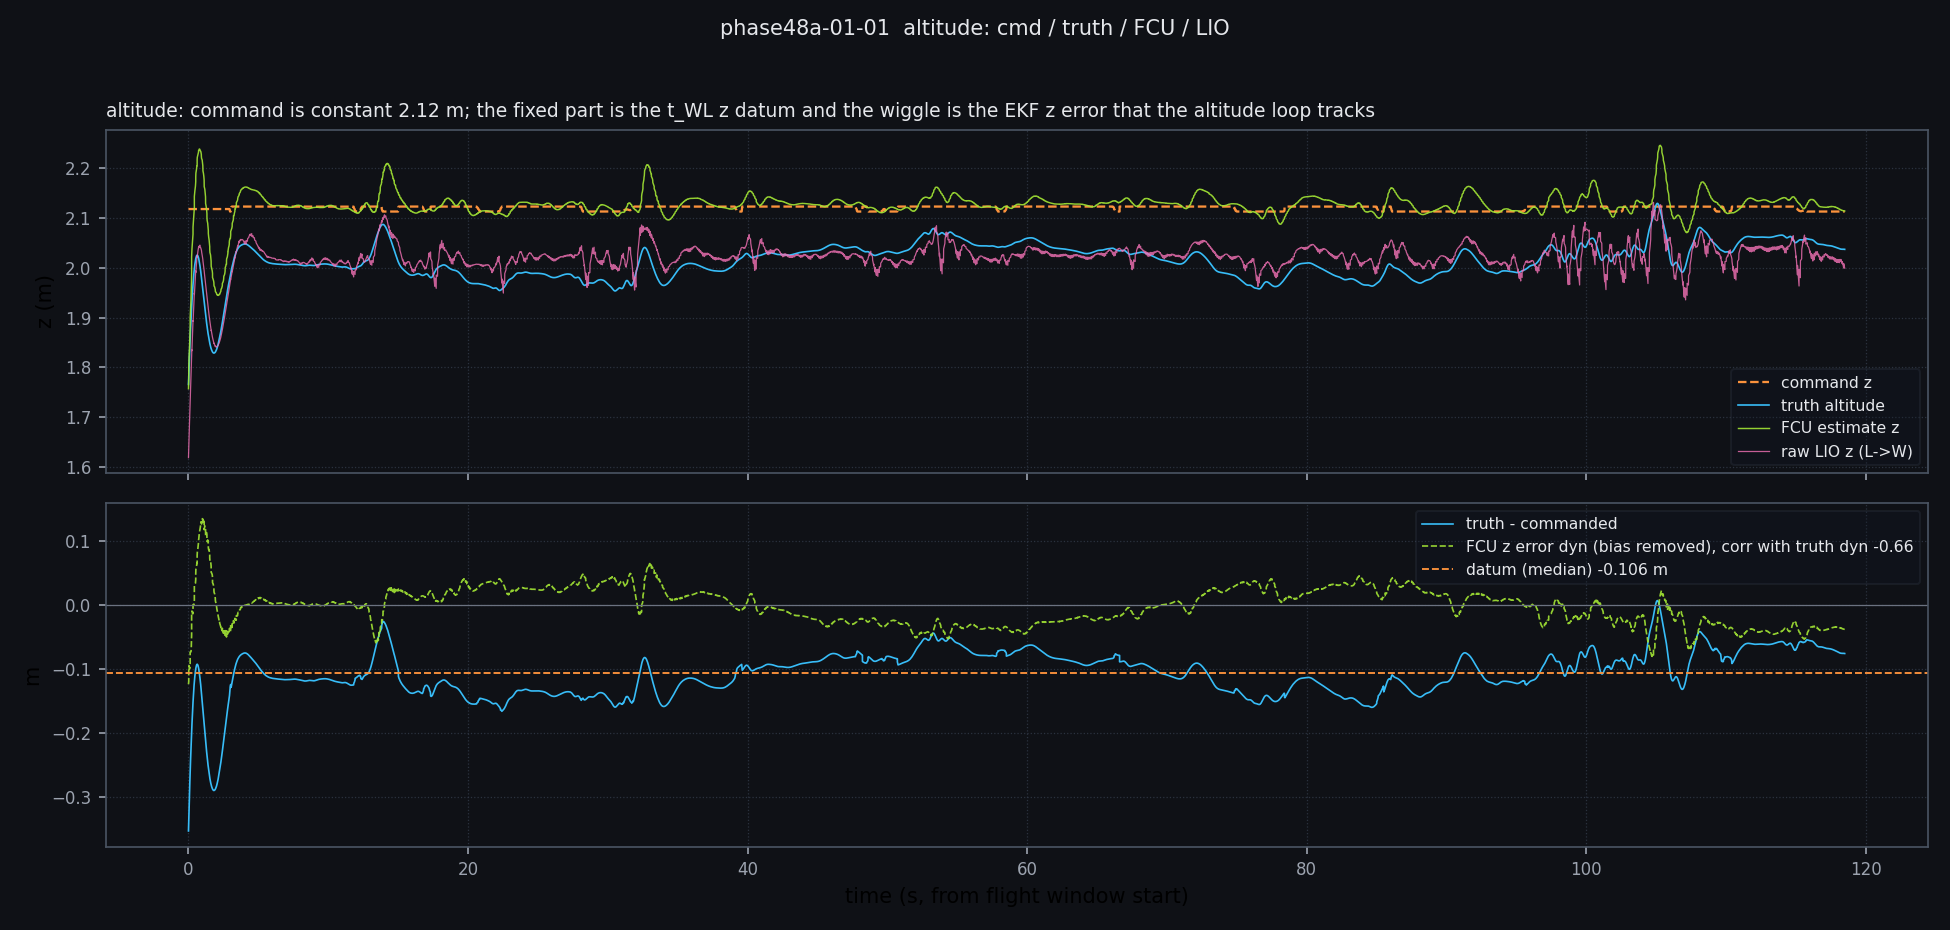 phase48a-01-01  altitude: cmd / truth / FCU / LIO
altitude: command is constant 2.12 m; the fixed part is the t_WL z datum and the wiggle is the EKF z error that the altitude loop tracks
z (m)
2.2
2.1
2.0
1.9
1.8
1.7
1.6
command z
truth altitude
FCU estimate z
raw LIO z (L->W)
m
0.1
0.0
−0.1
−0.2
−0.3
truth - commanded
FCU z error dyn (bias removed), corr with truth dyn -0.66
datum (median) -0.106 m
0 20 40 60 80 100 120
time (s, from flight window start)